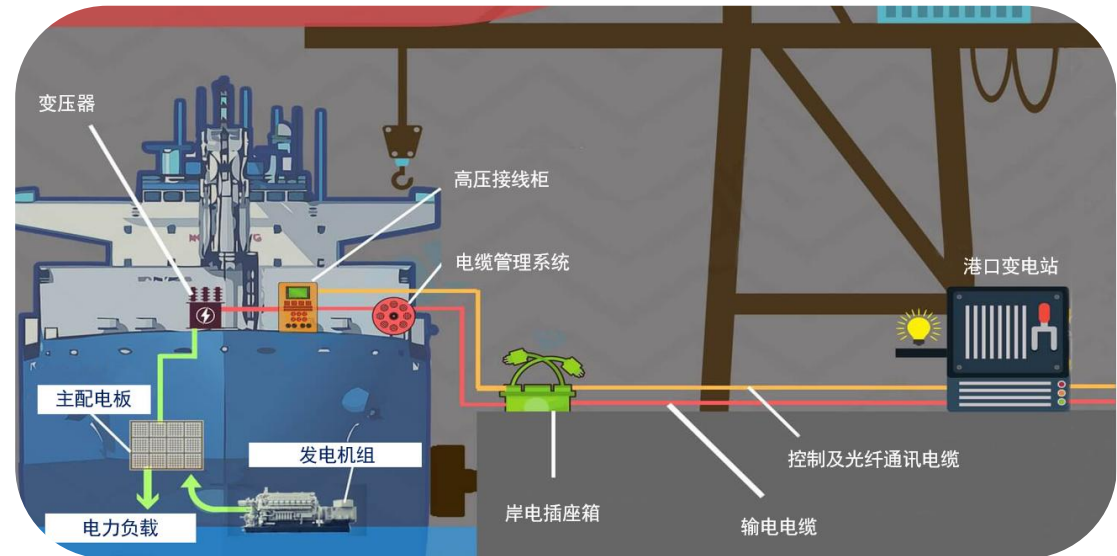 变压器
高压接线柜
电缆管理系统
港口变电站
主配电板
发电机组
控制及光纤通讯电缆
岸电插座箱
输电电缆
电力负载